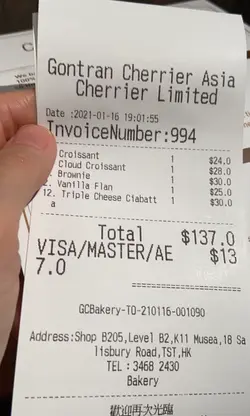 Gontran Cherrier Asia
Cherrier Limited
Date :2021-01-16 19:01:55
InvoiceNumber:994
Croissant 1 $24.0
Cloud Croissant 1 $28.0
Brownie 1 $30.0
2. Vanilla Flan 1 $25.0
12. Triple Cheese Ciabatt 1 $30.0
a
Total $137.0
VISA/MASTER/AE $13
7.0
======================
GCBakery-TO-210116-001090
Address:Shop B205,Level B2,K11 Musea,18 Sa
lisbury Road,TST,HK
TEL：3468 2430
Bakery
歡迎再次光臨